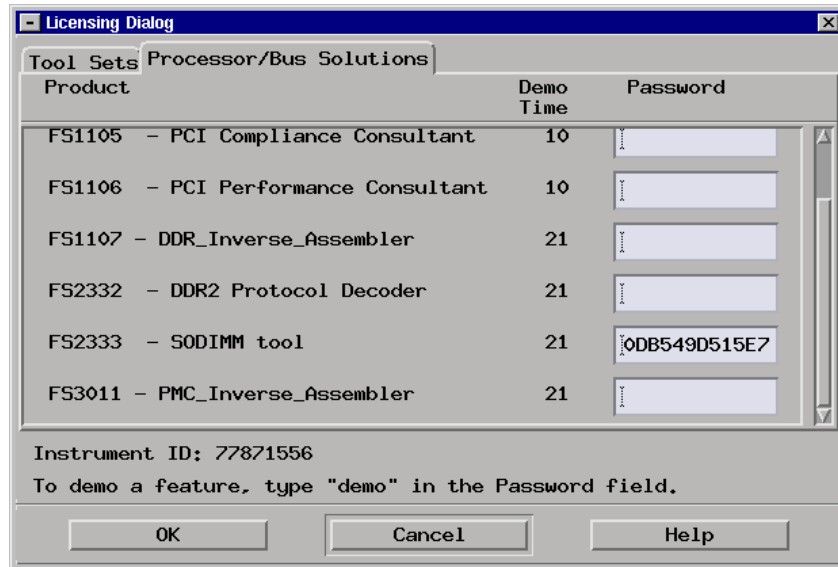 Licensing Dialog
Tool Sets Processor/Bus Solutions
Product Demo Time Password
FS1105 - PCI Compliance Consultant 10
FS1106 - PCI Performance Consultant 10
FS1107 - DDR_Inverse_Assembler 21
FS2332 - DDR2 Protocol Decoder 21
FS2333 - SODIMM tool 21 0DB549D515E7
FS3011 - PMC_Inverse_Assembler 21
Instrument ID: 77871556
To demo a feature, type "demo" in the Password field.
OK Cancel Help